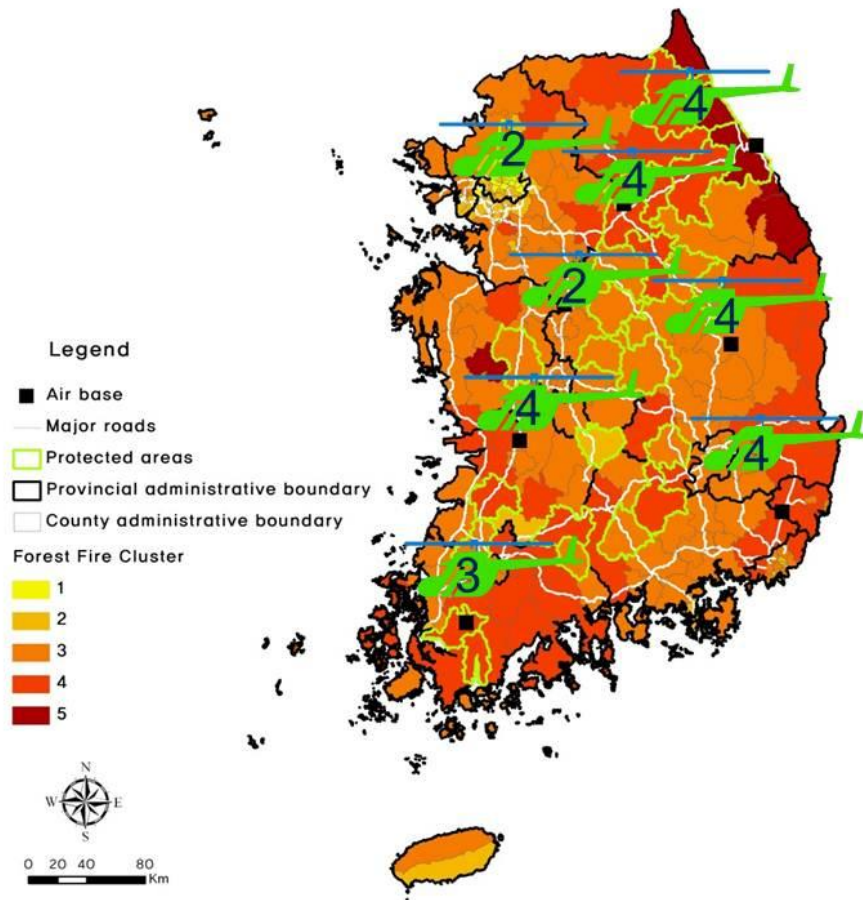 4
2
4
2
4
4
4
3
Legend
Air base
Major roads
Protected areas
Provincial administrative boundary
County administrative boundary
Forest Fire Cluster
1
2
3
4
5
N
W E
S
0 20 40 80
Km